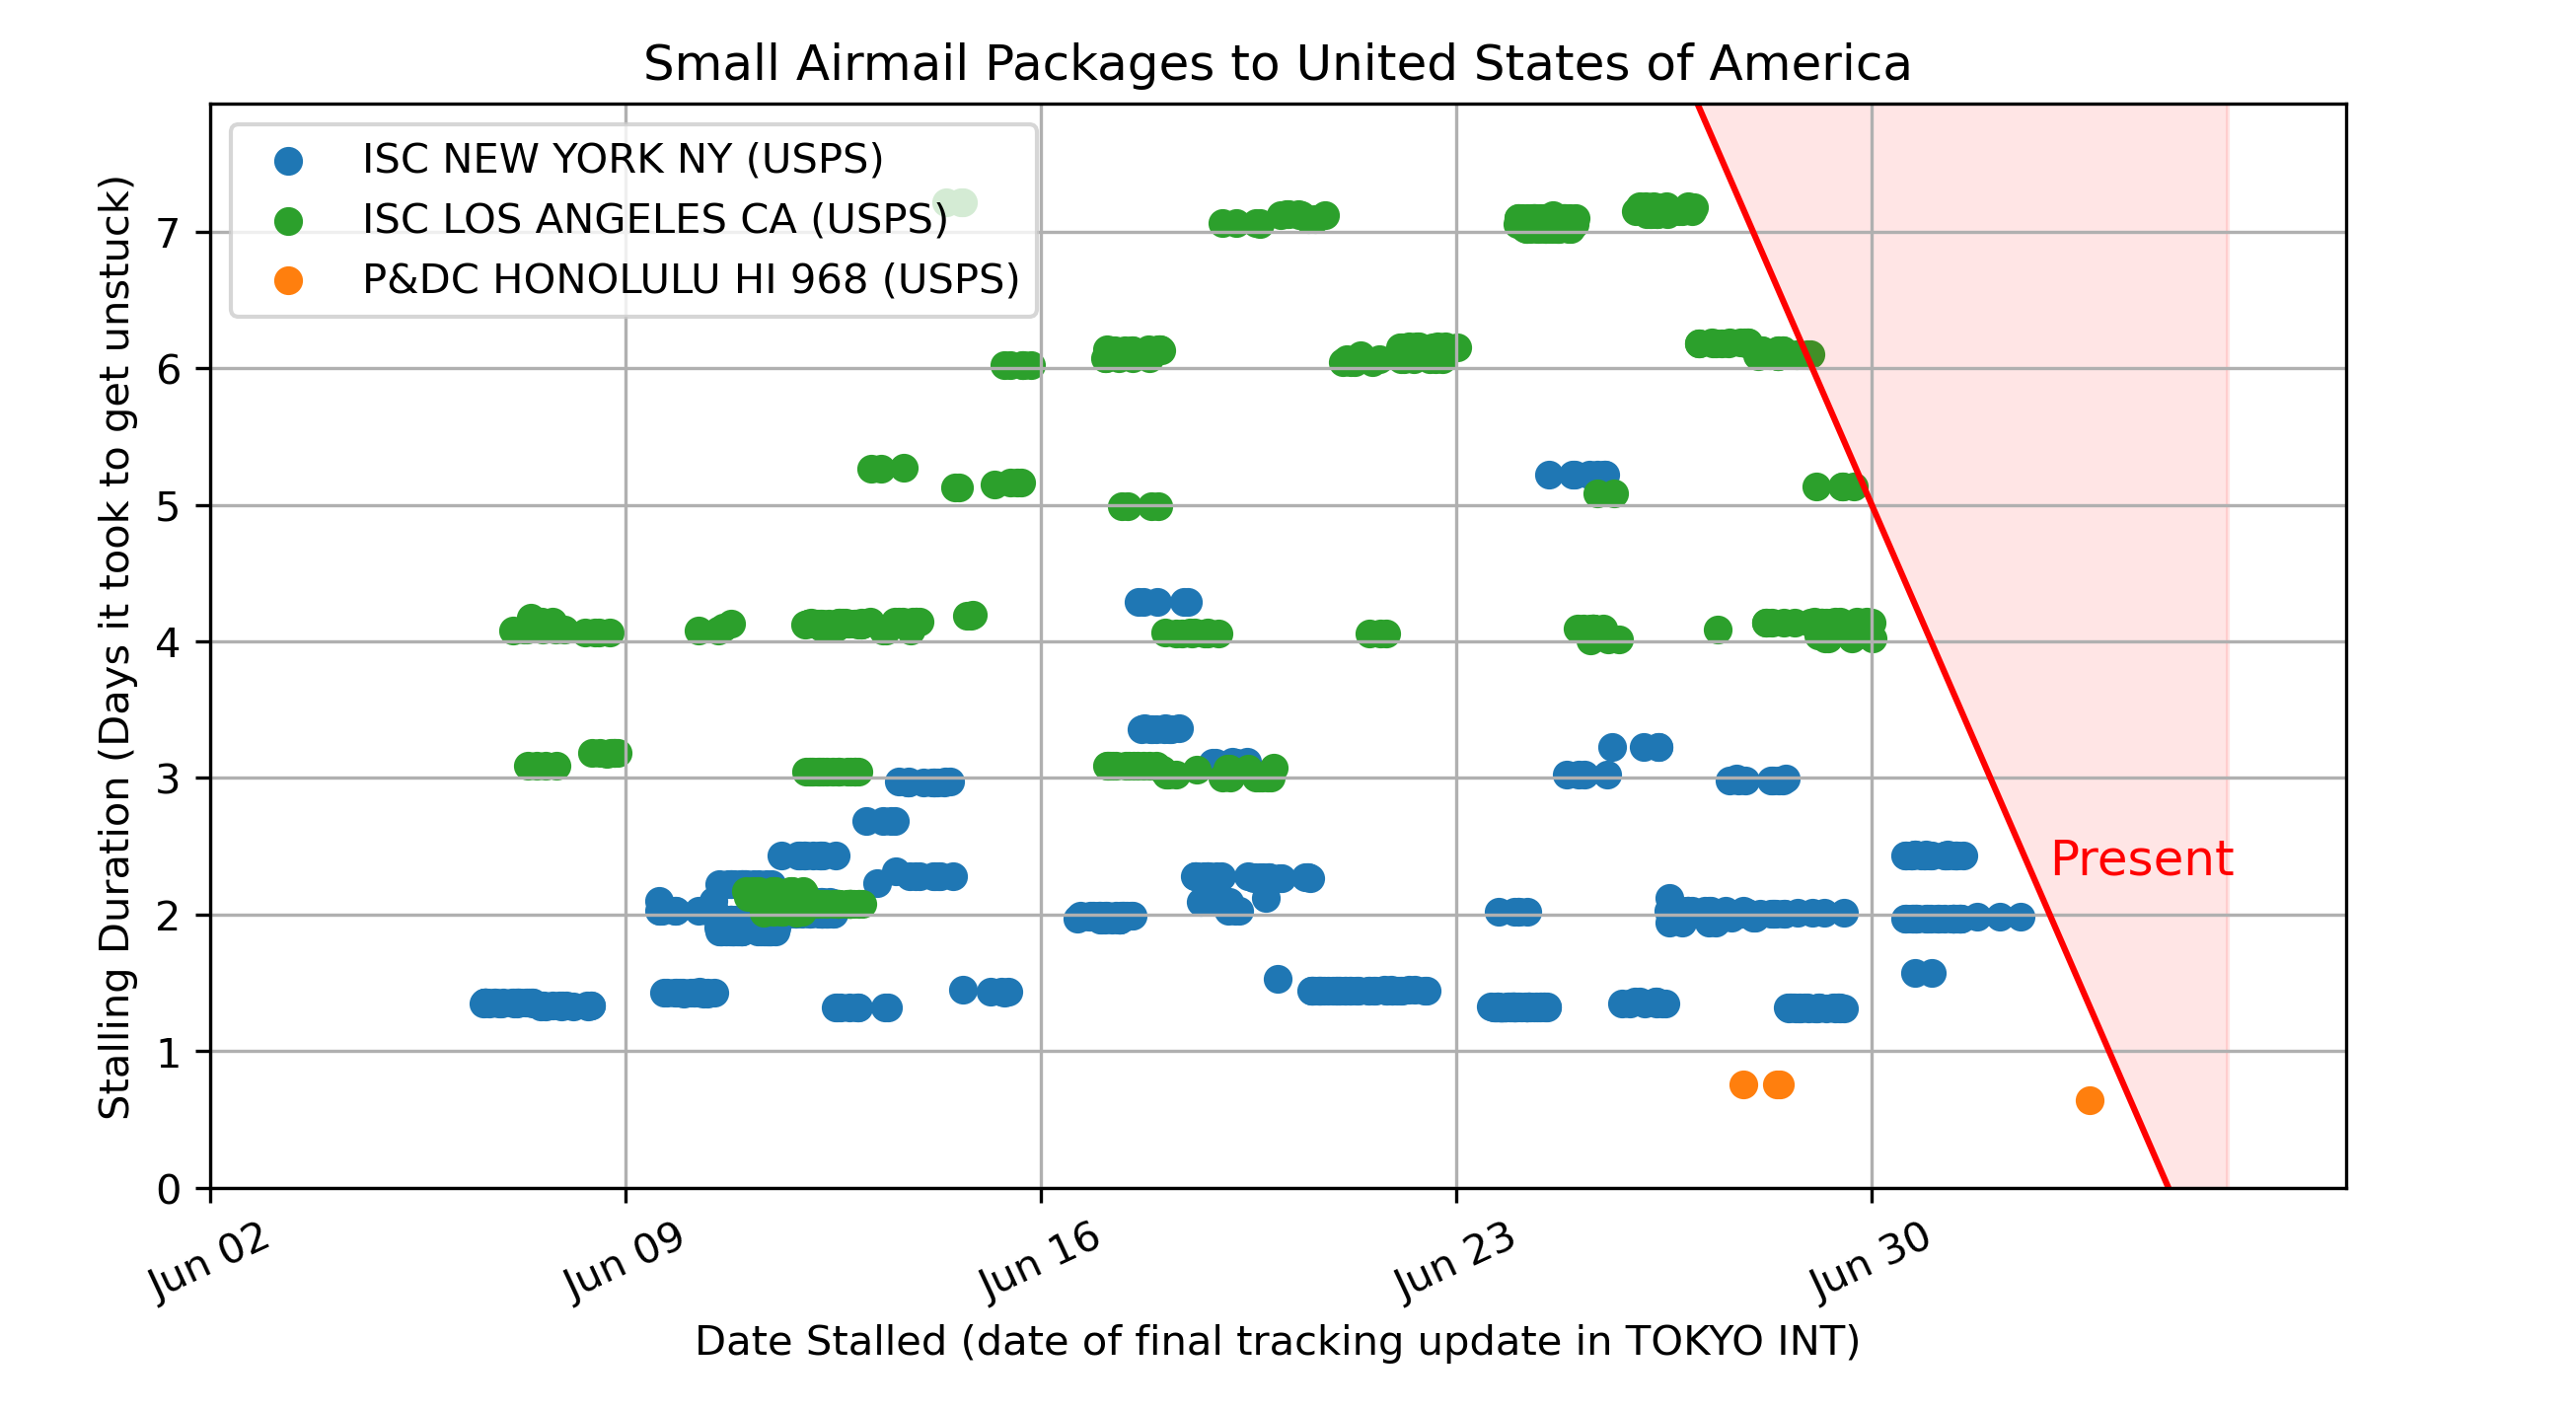 Small Airmail Packages to United States of America
ISC NEW YORK NY (USPS)
ISC LOS ANGELES CA (USPS)
P&DC HONOLULU HI 968 (USPS)
Stalling Duration (Days it took to get unstuck)
7
6
5
4
3
2
1
0
Present
Jun 02
Jun 09
Jun 16
Jun 23
Jun 30
Date Stalled (date of final tracking update in TOKYO INT)